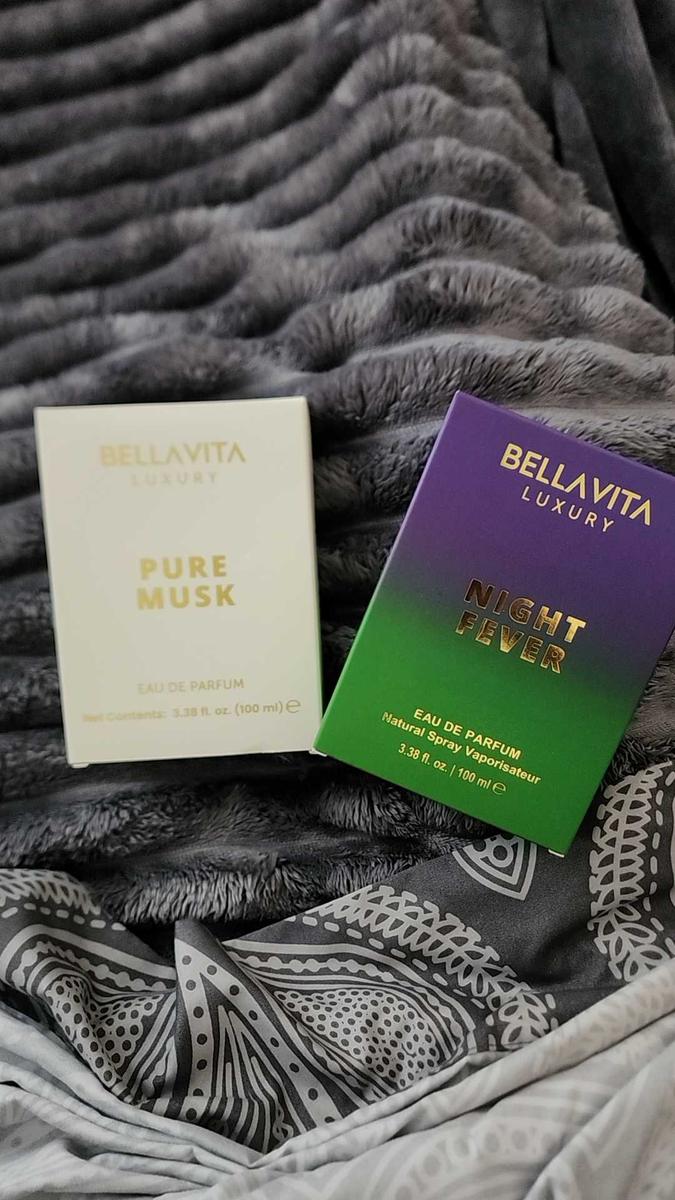 BELLAVITA
LUXURY
PURE
MUSK
EAU DE PARFUM
Net Contents: 3.38 fl. oz. (100 ml) ℮
BELLAVITA
LUXURY
NIGHT
FEVER
EAU DE PARFUM
Natural Spray Vaporisateur
3.38 fl. oz. | 100 ml ℮